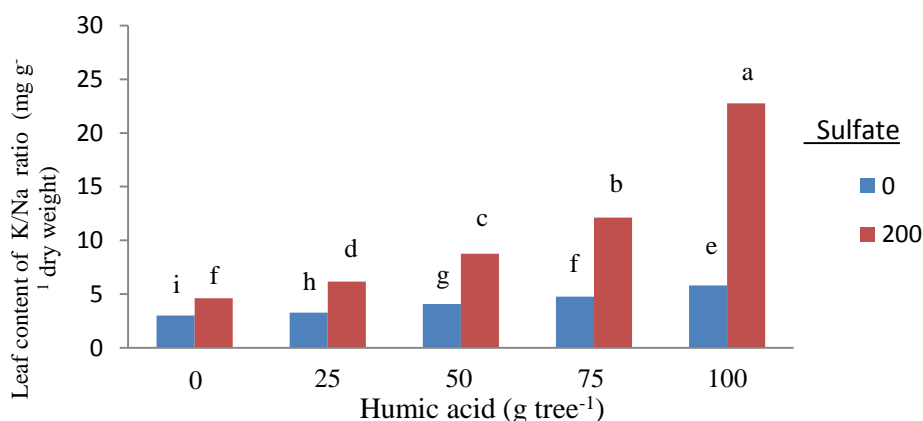 Leaf content of K/Na ratio (mg g-
1 dry weight)
30
25
20
15
10
5
0
i f h d g c f b e a
0 25 50 75 100
Humic acid (g tree-1)
Sulfate
0
200